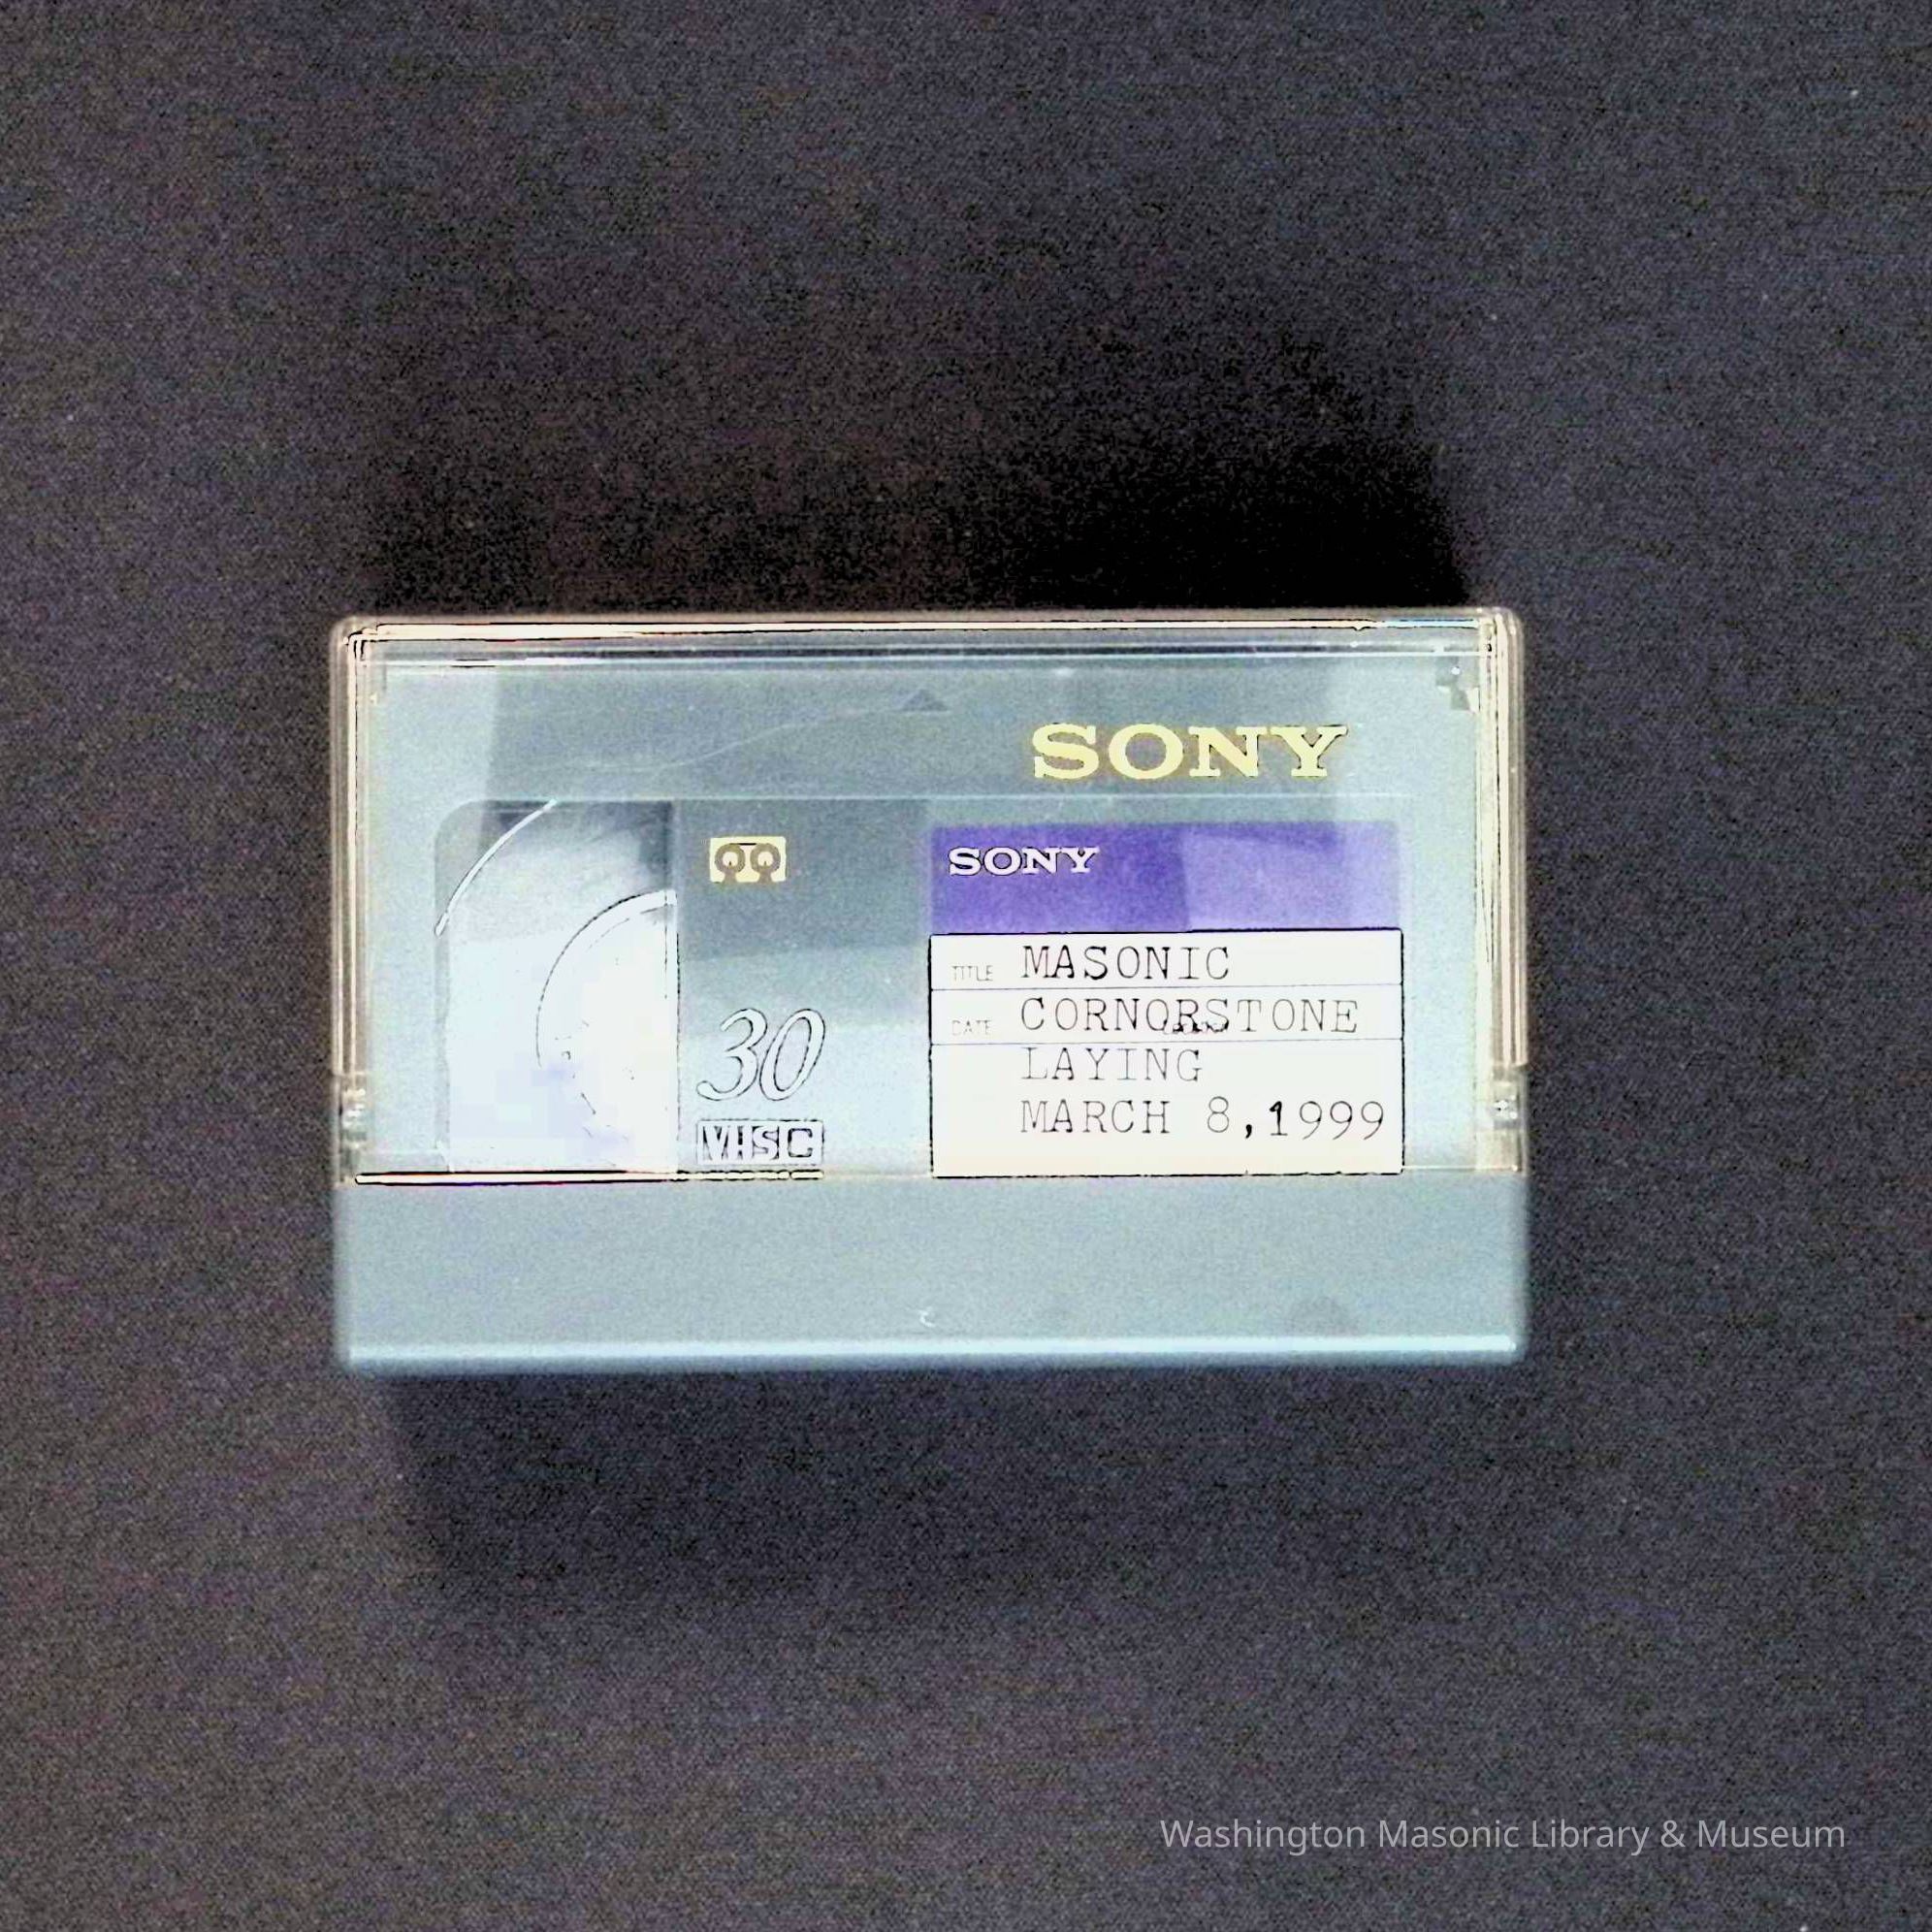 SONY
SONY
TITLE MASONIC
DATE CORNORSTONE
LAYING
MARCH 8,1999
30
VHSC
Washington Masonic Library & Museum